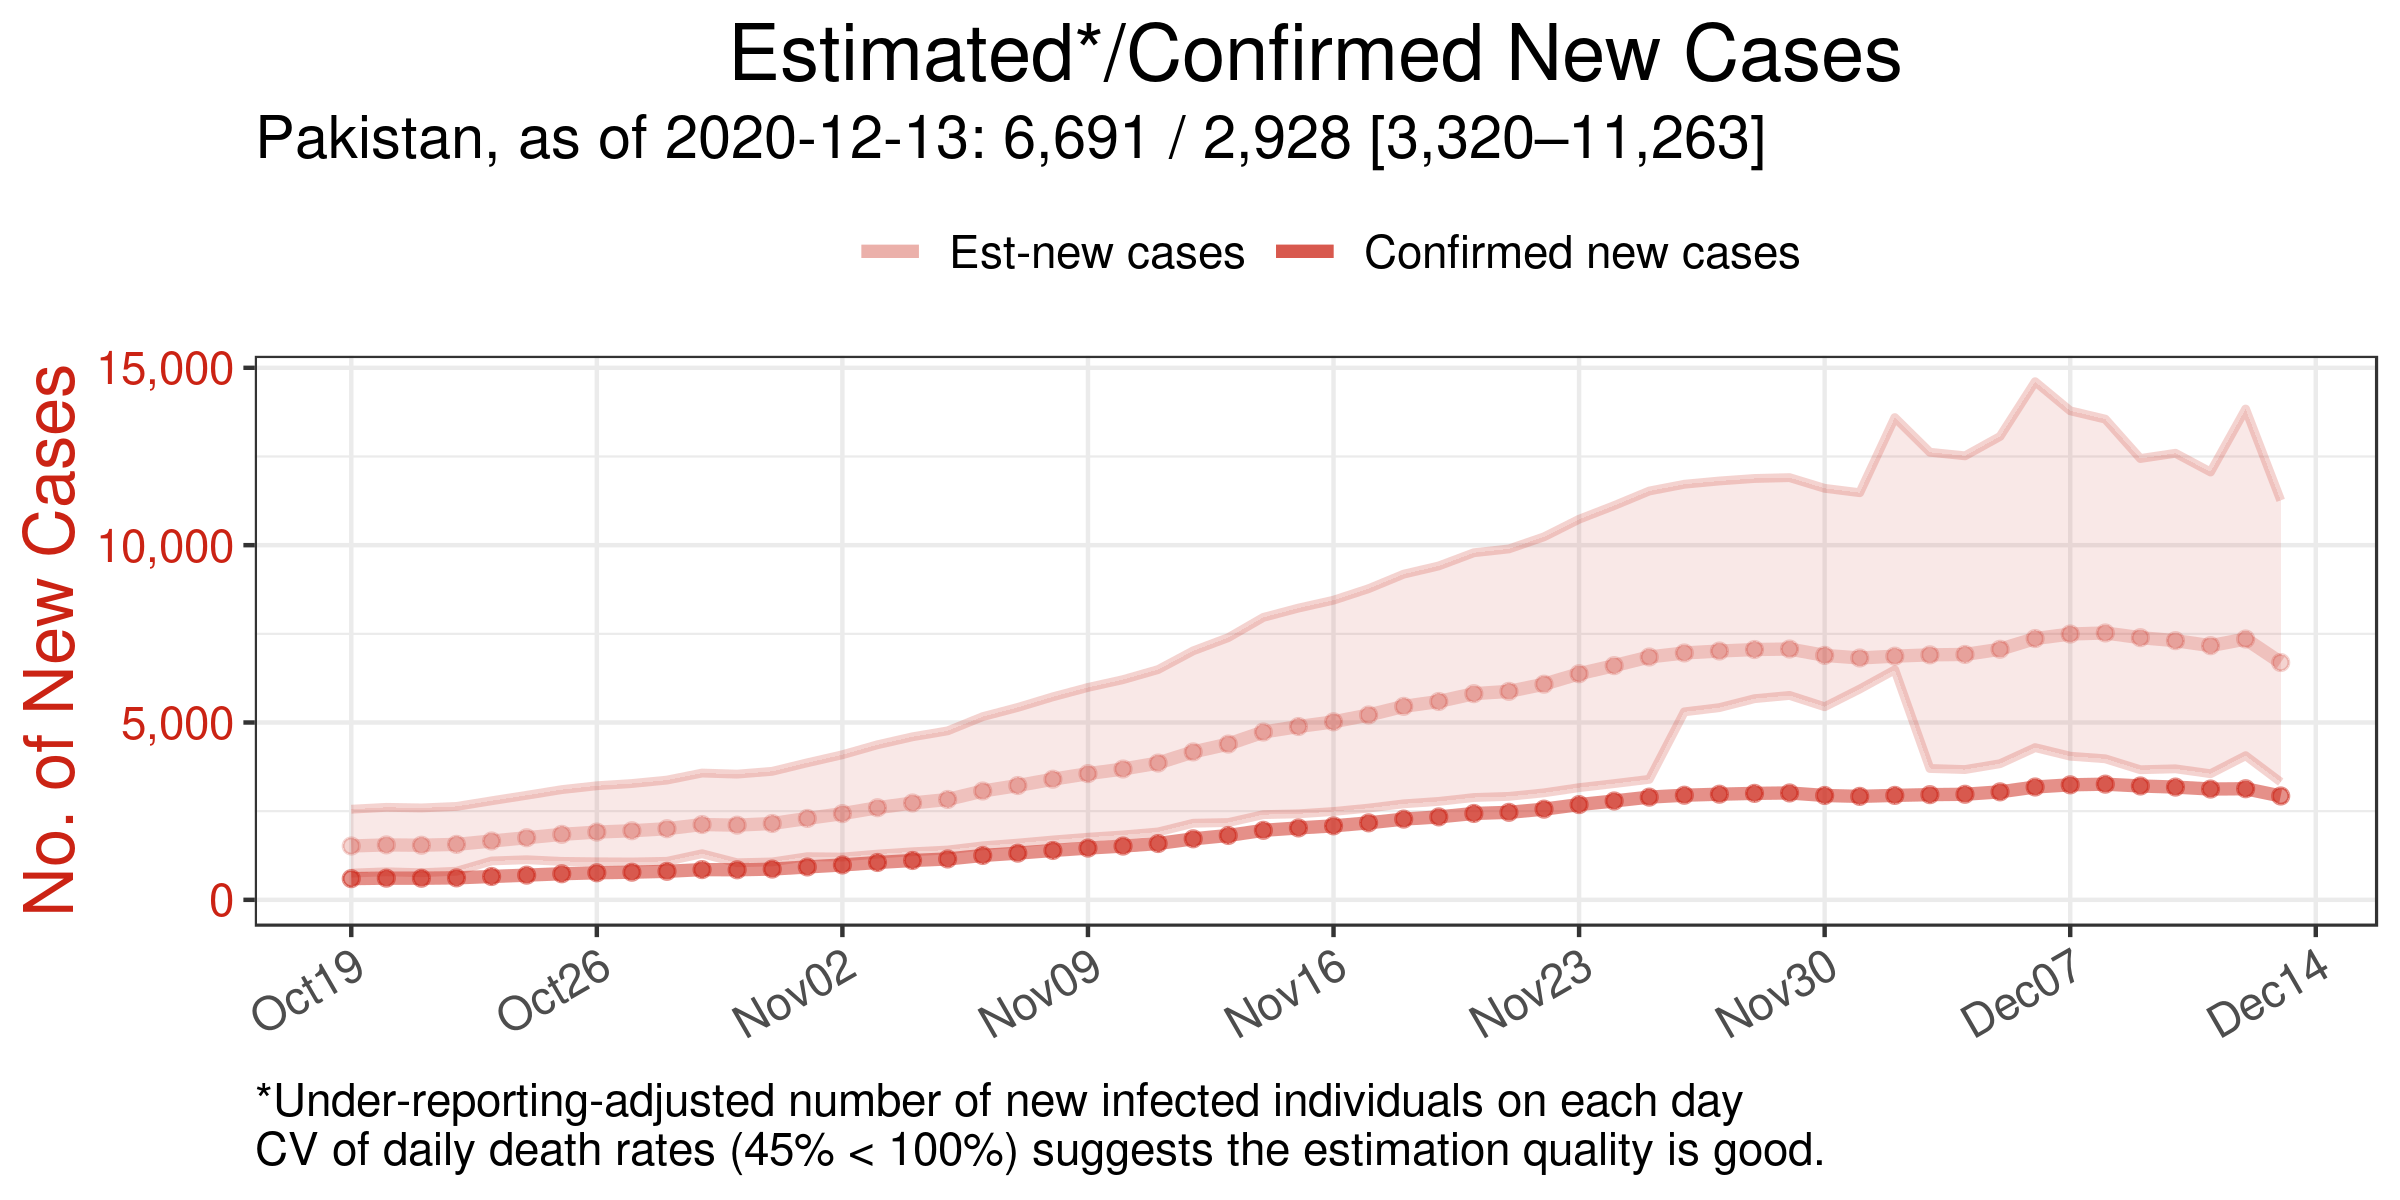 Estimated*/Confirmed New Cases
Pakistan, as of 2020-12-13: 6,691 / 2,928 [3,320–11,263]
Est-new cases
Confirmed new cases
No. of New Cases
15,000
10,000
5,000
0
Oct19
Oct26
Nov02
Nov09
Nov16
Nov23
Nov30
Dec07
Dec14
*Under-reporting-adjusted number of new infected individuals on each day
CV of daily death rates (45% < 100%) suggests the estimation quality is good.